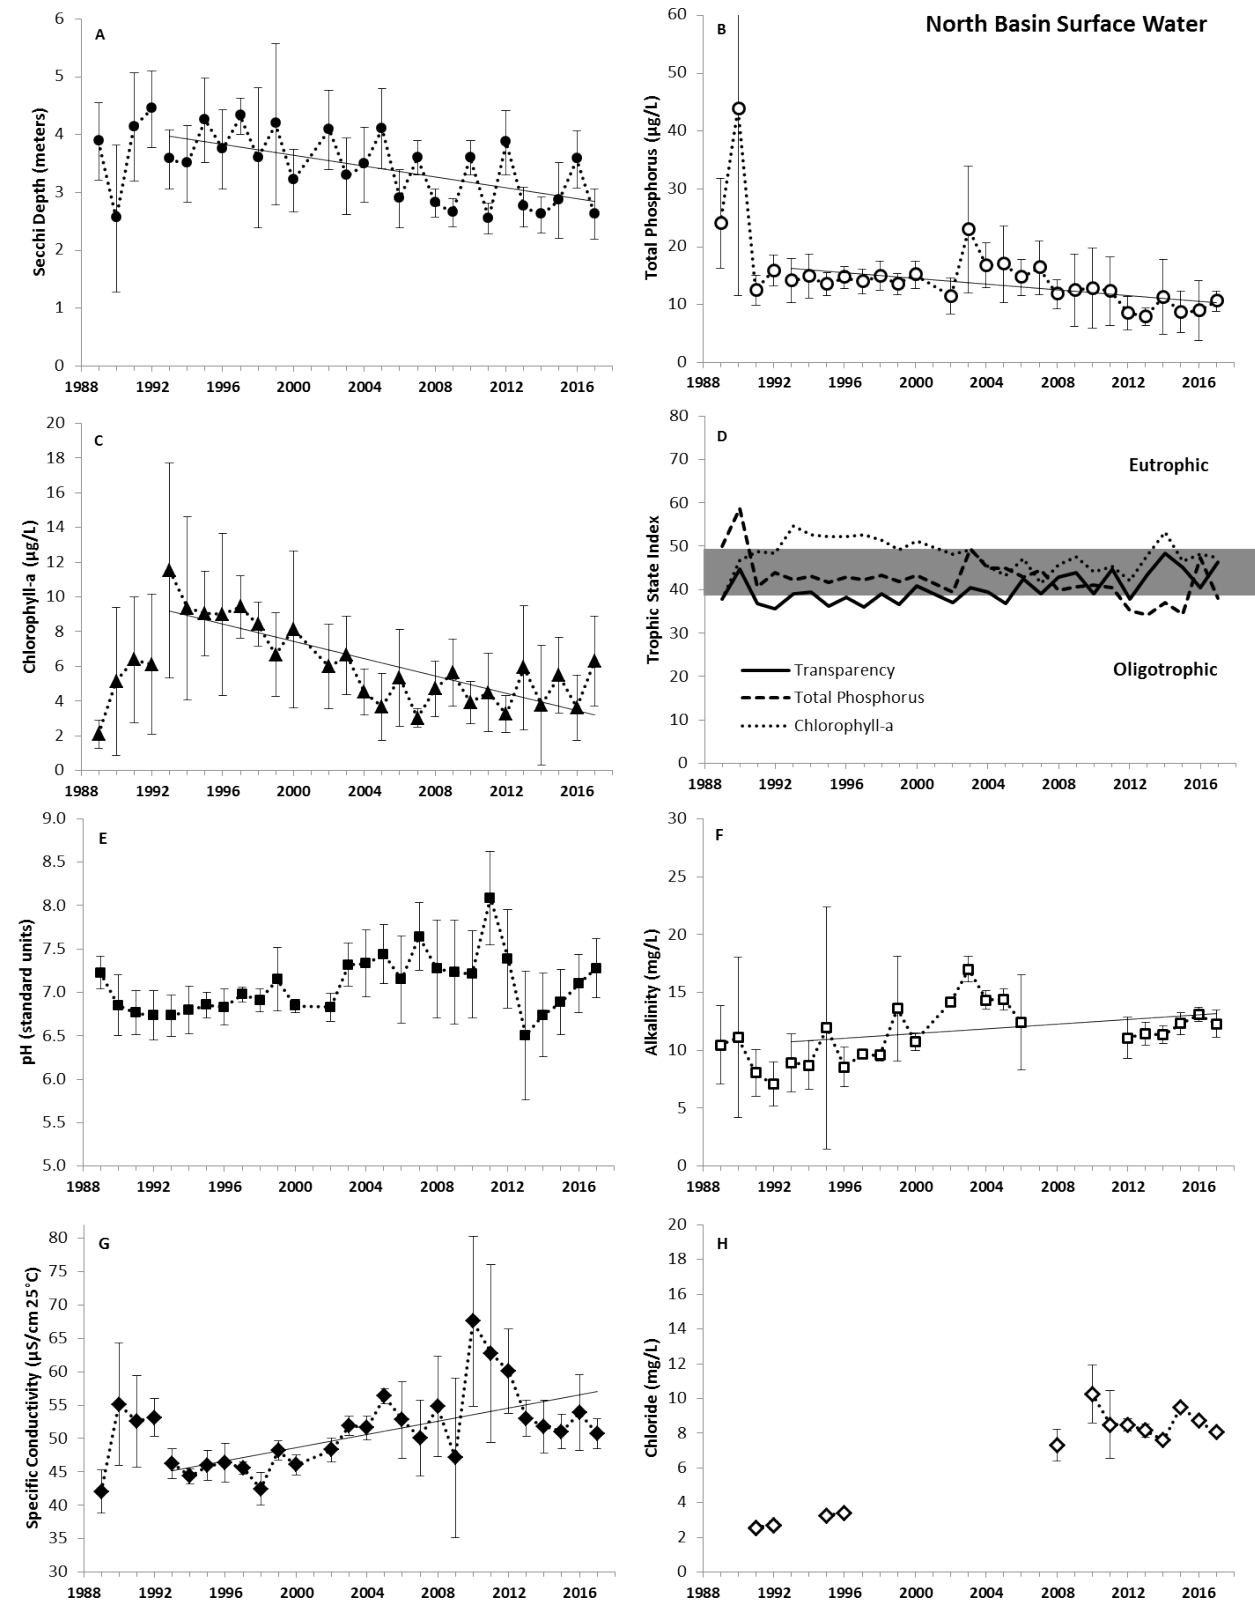 North Basin Surface Water
A
Secchi Depth (meters)
6
5
4
3
2
1
0
1988 1992 1996 2000 2004 2008 2012 2016
B
Total Phosphorus (µg/L)
60
50
40
30
20
10
0
1988 1992 1996 2000 2004 2008 2012 2016
C
Chlorophyll-a (µg/L)
20
18
16
14
12
10
8
6
4
2
0
1988 1992 1996 2000 2004 2008 2012 2016
D
Trophic State Index
80
70
60
50
40
30
20
10
0
Eutrophic
Oligotrophic
Transparency
Total Phosphorus
Chlorophyll-a
1988 1992 1996 2000 2004 2008 2012 2016
E
pH (standard units)
9.0
8.5
8.0
7.5
7.0
6.5
6.0
5.5
5.0
1988 1992 1996 2000 2004 2008 2012 2016
F
Alkalinity (mg/L)
30
25
20
15
10
5
0
1988 1992 1996 2000 2004 2008 2012 2016
G
Specific Conductivity (µS/cm 25°C)
80
75
70
65
60
55
50
45
40
35
30
1988 1992 1996 2000 2004 2008 2012 2016
H
Chloride (mg/L)
20
18
16
14
12
10
8
6
4
2
0
1988 1992 1996 2000 2004 2008 2012 2016